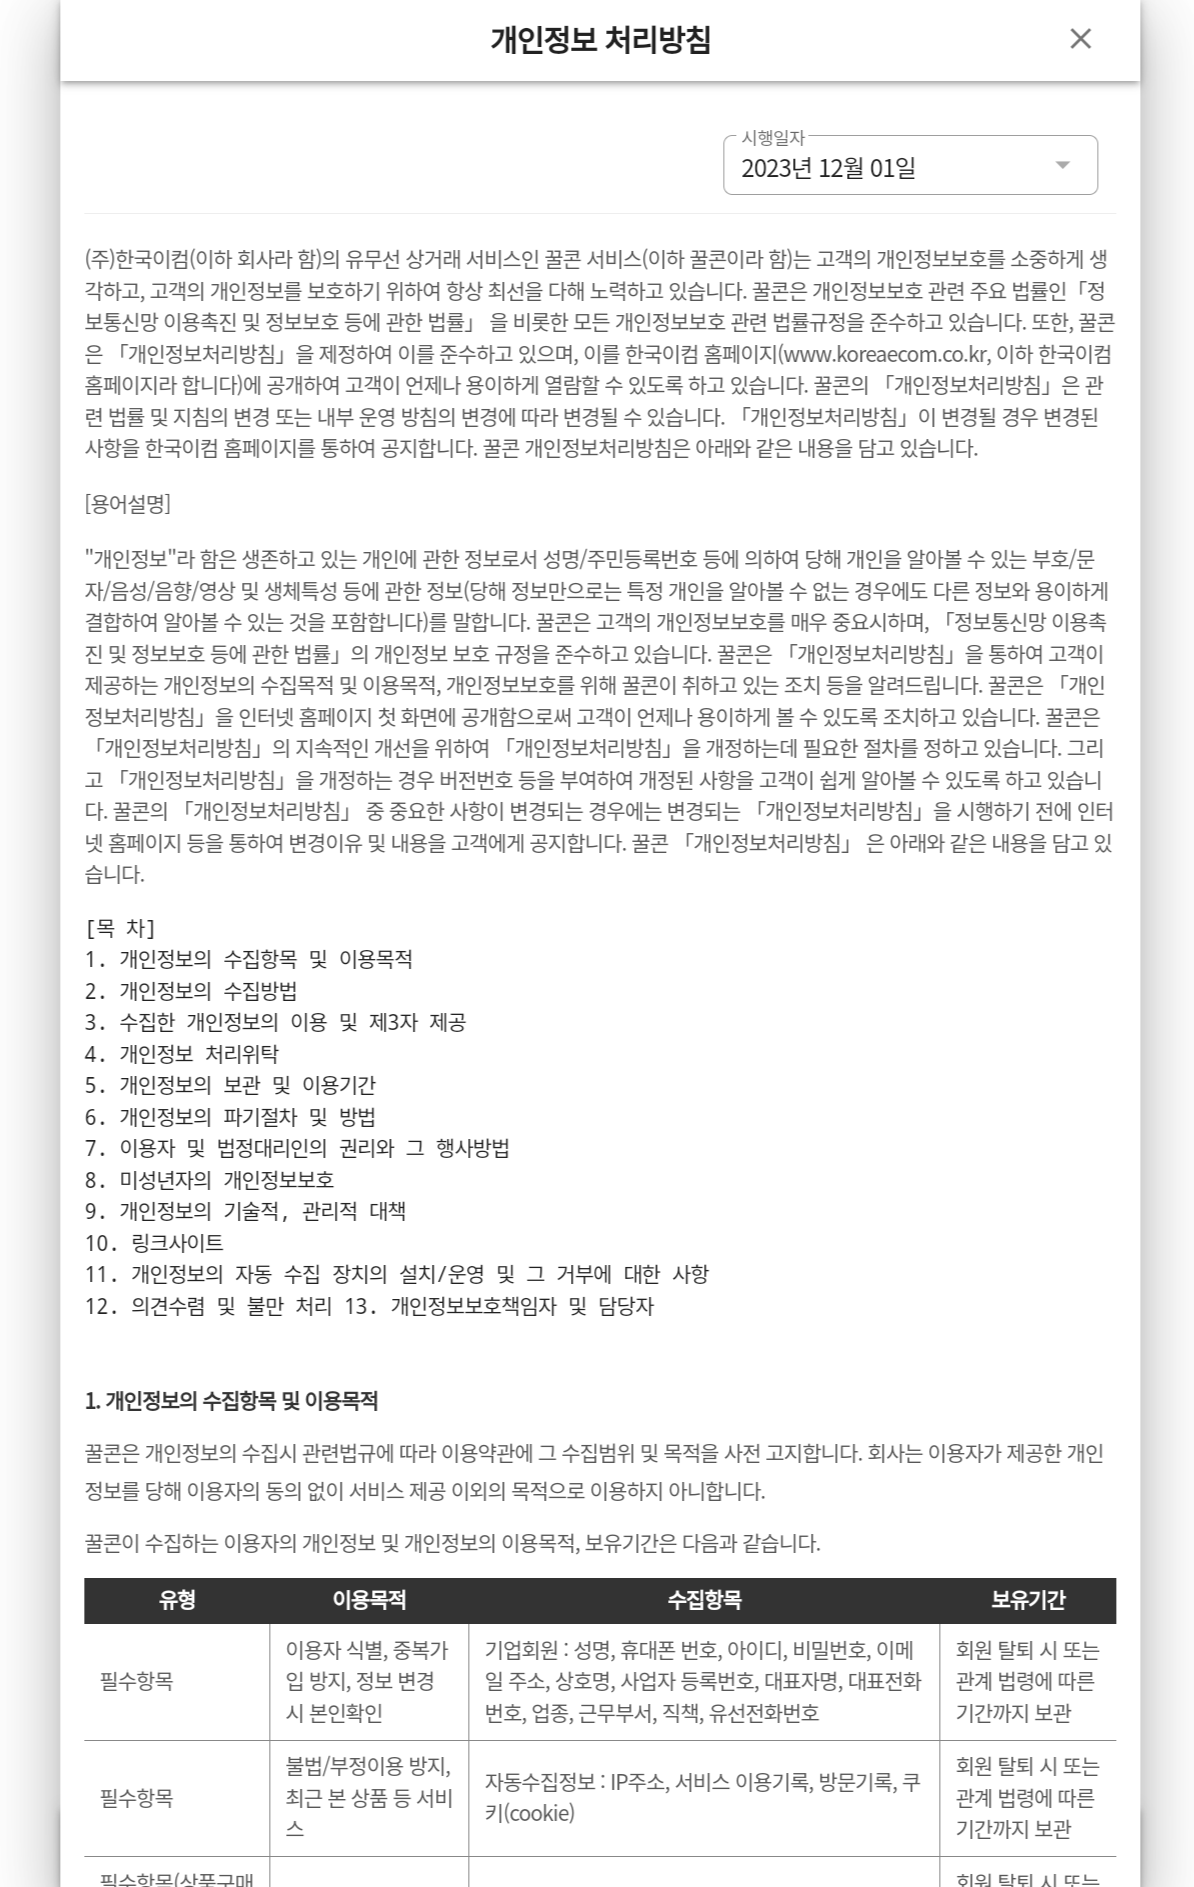 개인정보 처리방침
시행일자
2023년 12월 01일
(주)한국이컴(이하 회사라 함)의 유무선 상거래 서비스인 꿀콘 서비스(이하 꿀콘이라 함)는 고객의 개인정보보호를 소중하게 생
각하고, 고객의 개인정보를 보호하기 위하여 항상 최선을 다해 노력하고 있습니다. 꿀콘은 개인정보보호 관련 주요 법률인「정
보통신망 이용촉진 및 정보보호 등에 관한 법률」 을 비롯한 모든 개인정보보호 관련 법률규정을 준수하고 있습니다. 또한, 꿀콘
은 「개인정보처리방침」을 제정하여 이를 준수하고 있으며, 이를 한국이컴 홈페이지(www.koreaecom.co.kr, 이하 한국이컴
홈페이지라 합니다)에 공개하여 고객이 언제나 용이하게 열람할 수 있도록 하고 있습니다. 꿀콘의 「개인정보처리방침」은 관
련 법률 및 지침의 변경 또는 내부 운영 방침의 변경에 따라 변경될 수 있습니다. 「개인정보처리방침」이 변경될 경우 변경된
사항을 한국이컴 홈페이지를 통하여 공지합니다. 꿀콘 개인정보처리방침은 아래와 같은 내용을 담고 있습니다.
[용어설명]
"개인정보"라 함은 생존하고 있는 개인에 관한 정보로서 성명/주민등록번호 등에 의하여 당해 개인을 알아볼 수 있는 부호/문
자/음성/음향/영상 및 생체특성 등에 관한 정보(당해 정보만으로는 특정 개인을 알아볼 수 없는 경우에도 다른 정보와 용이하게
결합하여 알아볼 수 있는 것을 포함합니다)를 말합니다. 꿀콘은 고객의 개인정보보호를 매우 중요시하며, 「정보통신망 이용촉
진 및 정보보호 등에 관한 법률」의 개인정보 보호 규정을 준수하고 있습니다. 꿀콘은 「개인정보처리방침」을 통하여 고객이
제공하는 개인정보의 수집목적 및 이용목적, 개인정보보호를 위해 꿀콘이 취하고 있는 조치 등을 알려드립니다. 꿀콘은 「개인
정보처리방침」을 인터넷 홈페이지 첫 화면에 공개함으로써 고객이 언제나 용이하게 볼 수 있도록 조치하고 있습니다. 꿀콘은
「개인정보처리방침」의 지속적인 개선을 위하여 「개인정보처리방침」을 개정하는데 필요한 절차를 정하고 있습니다. 그리
고 「개인정보처리방침」을 개정하는 경우 버전번호 등을 부여하여 개정된 사항을 고객이 쉽게 알아볼 수 있도록 하고 있습니
다. 꿀콘의 「개인정보처리방침」 중 중요한 사항이 변경되는 경우에는 변경되는 「개인정보처리방침」을 시행하기 전에 인터
넷 홈페이지 등을 통하여 변경이유 및 내용을 고객에게 공지합니다. 꿀콘 「개인정보처리방침」 은 아래와 같은 내용을 담고 있
습니다.
[목 차]
1. 개인정보의 수집항목 및 이용목적
2. 개인정보의 수집방법
3. 수집한 개인정보의 이용 및 제3자 제공
4. 개인정보 처리위탁
5. 개인정보의 보관 및 이용기간
6. 개인정보의 파기절차 및 방법
7. 이용자 및 법정대리인의 권리와 그 행사방법
8. 미성년자의 개인정보보호
9. 개인정보의 기술적, 관리적 대책
10. 링크사이트
11. 개인정보의 자동 수집 장치의 설치/운영 및 그 거부에 대한 사항
12. 의견수렴 및 불만 처리 13. 개인정보보호책임자 및 담당자
1. 개인정보의 수집항목 및 이용목적
꿀콘은 개인정보의 수집시 관련법규에 따라 이용약관에 그 수집범위 및 목적을 사전 고지합니다. 회사는 이용자가 제공한 개인
정보를 당해 이용자의 동의 없이 서비스 제공 이외의 목적으로 이용하지 아니합니다.
꿀콘이 수집하는 이용자의 개인정보 및 개인정보의 이용목적, 보유기간은 다음과 같습니다.
유형 이용목적 수집항목 보유기간
필수항목
이용자 식별, 중복가
입 방지, 정보 변경
시 본인확인
기업회원 : 성명, 휴대폰 번호, 아이디, 비밀번호, 이메
일 주소, 상호명, 사업자 등록번호, 대표자명, 대표전화
번호, 업종, 근무부서, 직책, 유선전화번호
회원 탈퇴 시 또는
관계 법령에 따른
기간까지 보관
필수항목
불법/부정이용 방지,
최근 본 상품 등 서비
스
자동수집정보 : IP주소, 서비스 이용기록, 방문기록, 쿠
키(cookie)
회원 탈퇴 시 또는
관계 법령에 따른
기간까지 보관
필수항목(상품구매
회원 탈퇴 시 또는